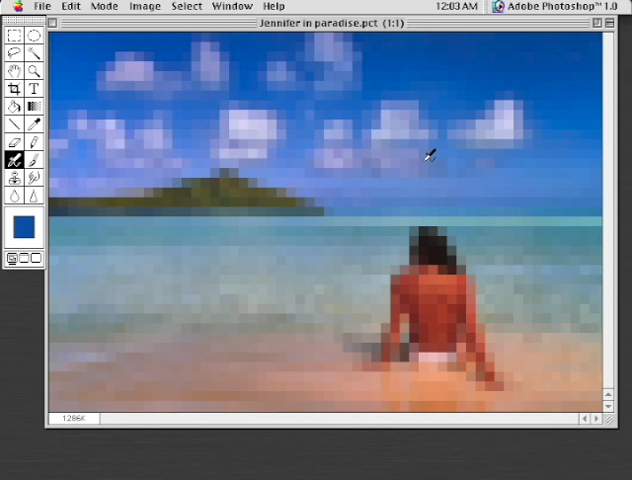 File Edit Mode Image Select Window Help 12:03 AM Adobe Photoshop™ 1.0
Jennifer in paradise.pct (1:1)
T
1286K